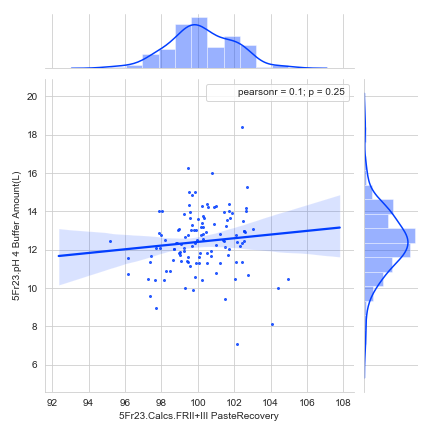 pearsonr = 0.1; p = 0.25
20
18
16
14
12
10
8
6
5Fr23.pH 4 Buffer Amount(L)
92 94 96 98 100 102 104 106 108
5Fr23.Calcs.FRII+III PasteRecovery